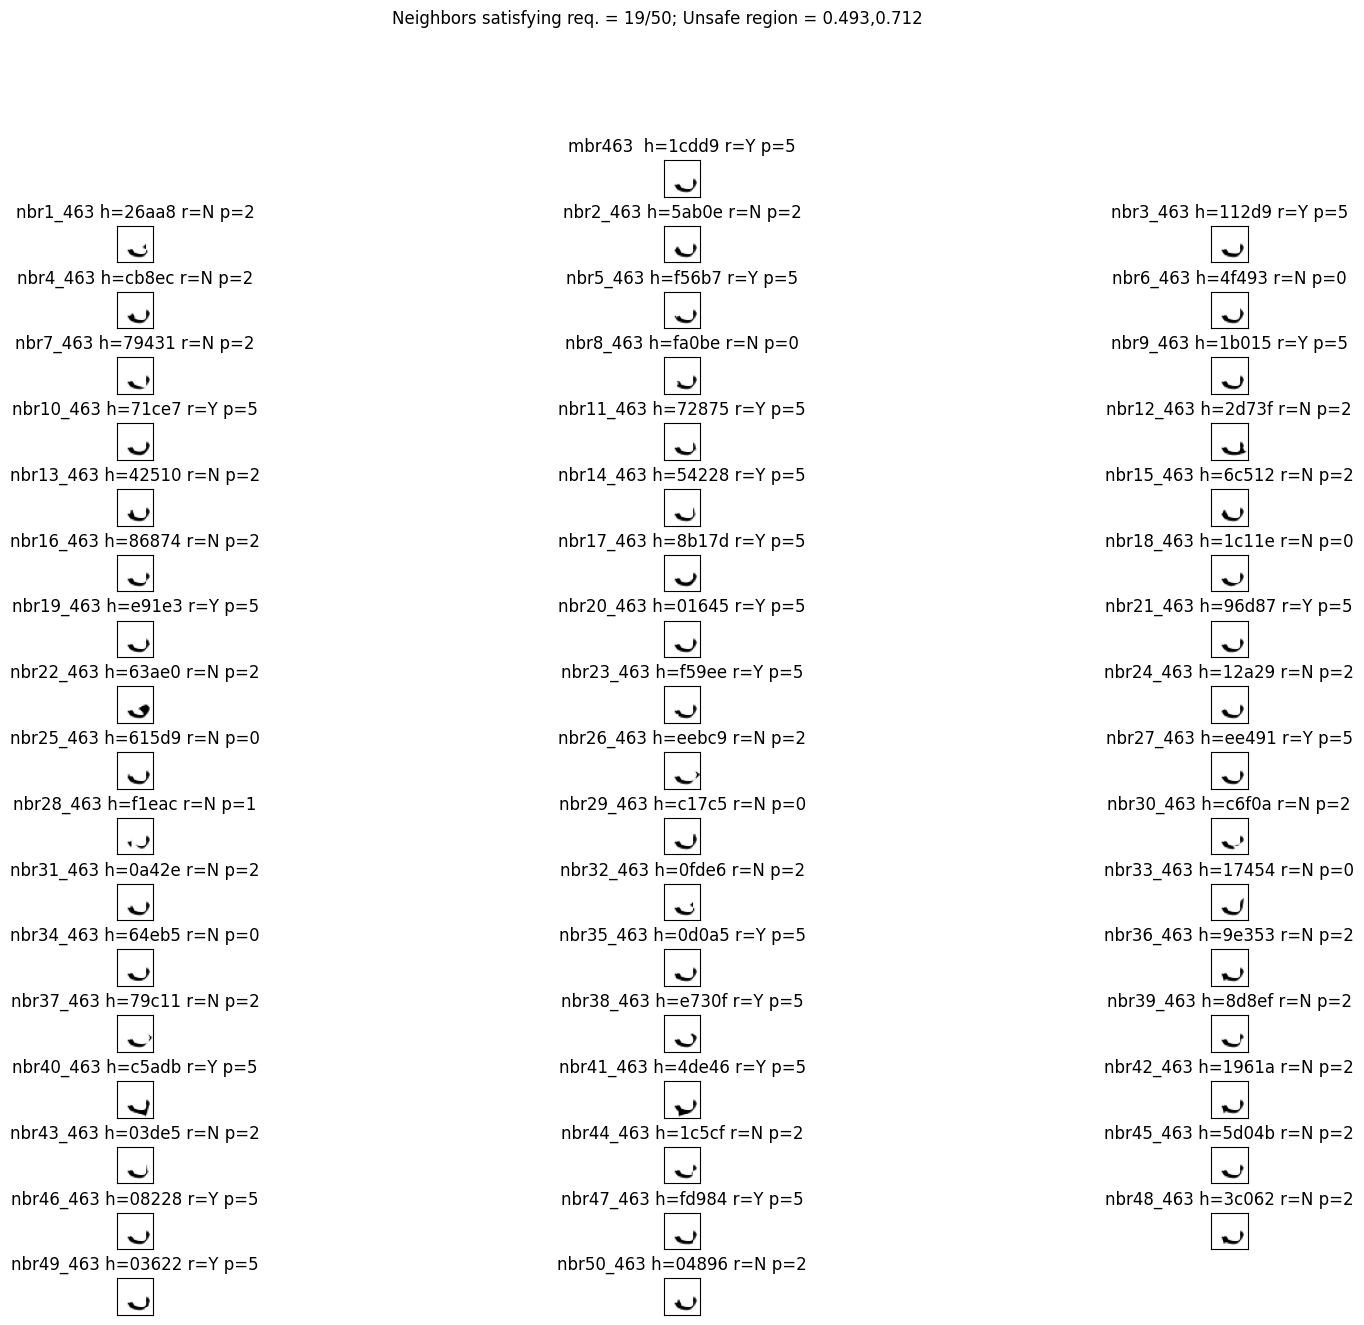 Neighbors satisfying req. = 19/50; Unsafe region = 0.493,0.712
mbr463  h=1cdd9 r=Y p=5
nbr1_463 h=26aa8 r=N p=2
nbr2_463 h=5ab0e r=N p=2
nbr3_463 h=112d9 r=Y p=5
nbr4_463 h=cb8ec r=N p=2
nbr5_463 h=f56b7 r=Y p=5
nbr6_463 h=4f493 r=N p=0
nbr7_463 h=79431 r=N p=2
nbr8_463 h=fa0be r=N p=0
nbr9_463 h=1b015 r=Y p=5
nbr10_463 h=71ce7 r=Y p=5
nbr11_463 h=72875 r=Y p=5
nbr12_463 h=2d73f r=N p=2
nbr13_463 h=42510 r=N p=2
nbr14_463 h=54228 r=Y p=5
nbr15_463 h=6c512 r=N p=2
nbr16_463 h=86874 r=N p=2
nbr17_463 h=8b17d r=Y p=5
nbr18_463 h=1c11e r=N p=0
nbr19_463 h=e91e3 r=Y p=5
nbr20_463 h=01645 r=Y p=5
nbr21_463 h=96d87 r=Y p=5
nbr22_463 h=63ae0 r=N p=2
nbr23_463 h=f59ee r=Y p=5
nbr24_463 h=12a29 r=N p=2
nbr25_463 h=615d9 r=N p=0
nbr26_463 h=eebc9 r=N p=2
nbr27_463 h=ee491 r=Y p=5
nbr28_463 h=f1eac r=N p=1
nbr29_463 h=c17c5 r=N p=0
nbr30_463 h=c6f0a r=N p=2
nbr31_463 h=0a42e r=N p=2
nbr32_463 h=0fde6 r=N p=2
nbr33_463 h=17454 r=N p=0
nbr34_463 h=64eb5 r=N p=0
nbr35_463 h=0d0a5 r=Y p=5
nbr36_463 h=9e353 r=N p=2
nbr37_463 h=79c11 r=N p=2
nbr38_463 h=e730f r=Y p=5
nbr39_463 h=8d8ef r=N p=2
nbr40_463 h=c5adb r=Y p=5
nbr41_463 h=4de46 r=Y p=5
nbr42_463 h=1961a r=N p=2
nbr43_463 h=03de5 r=N p=2
nbr44_463 h=1c5cf r=N p=2
nbr45_463 h=5d04b r=N p=2
nbr46_463 h=08228 r=Y p=5
nbr47_463 h=fd984 r=Y p=5
nbr48_463 h=3c062 r=N p=2
nbr49_463 h=03622 r=Y p=5
nbr50_463 h=04896 r=N p=2